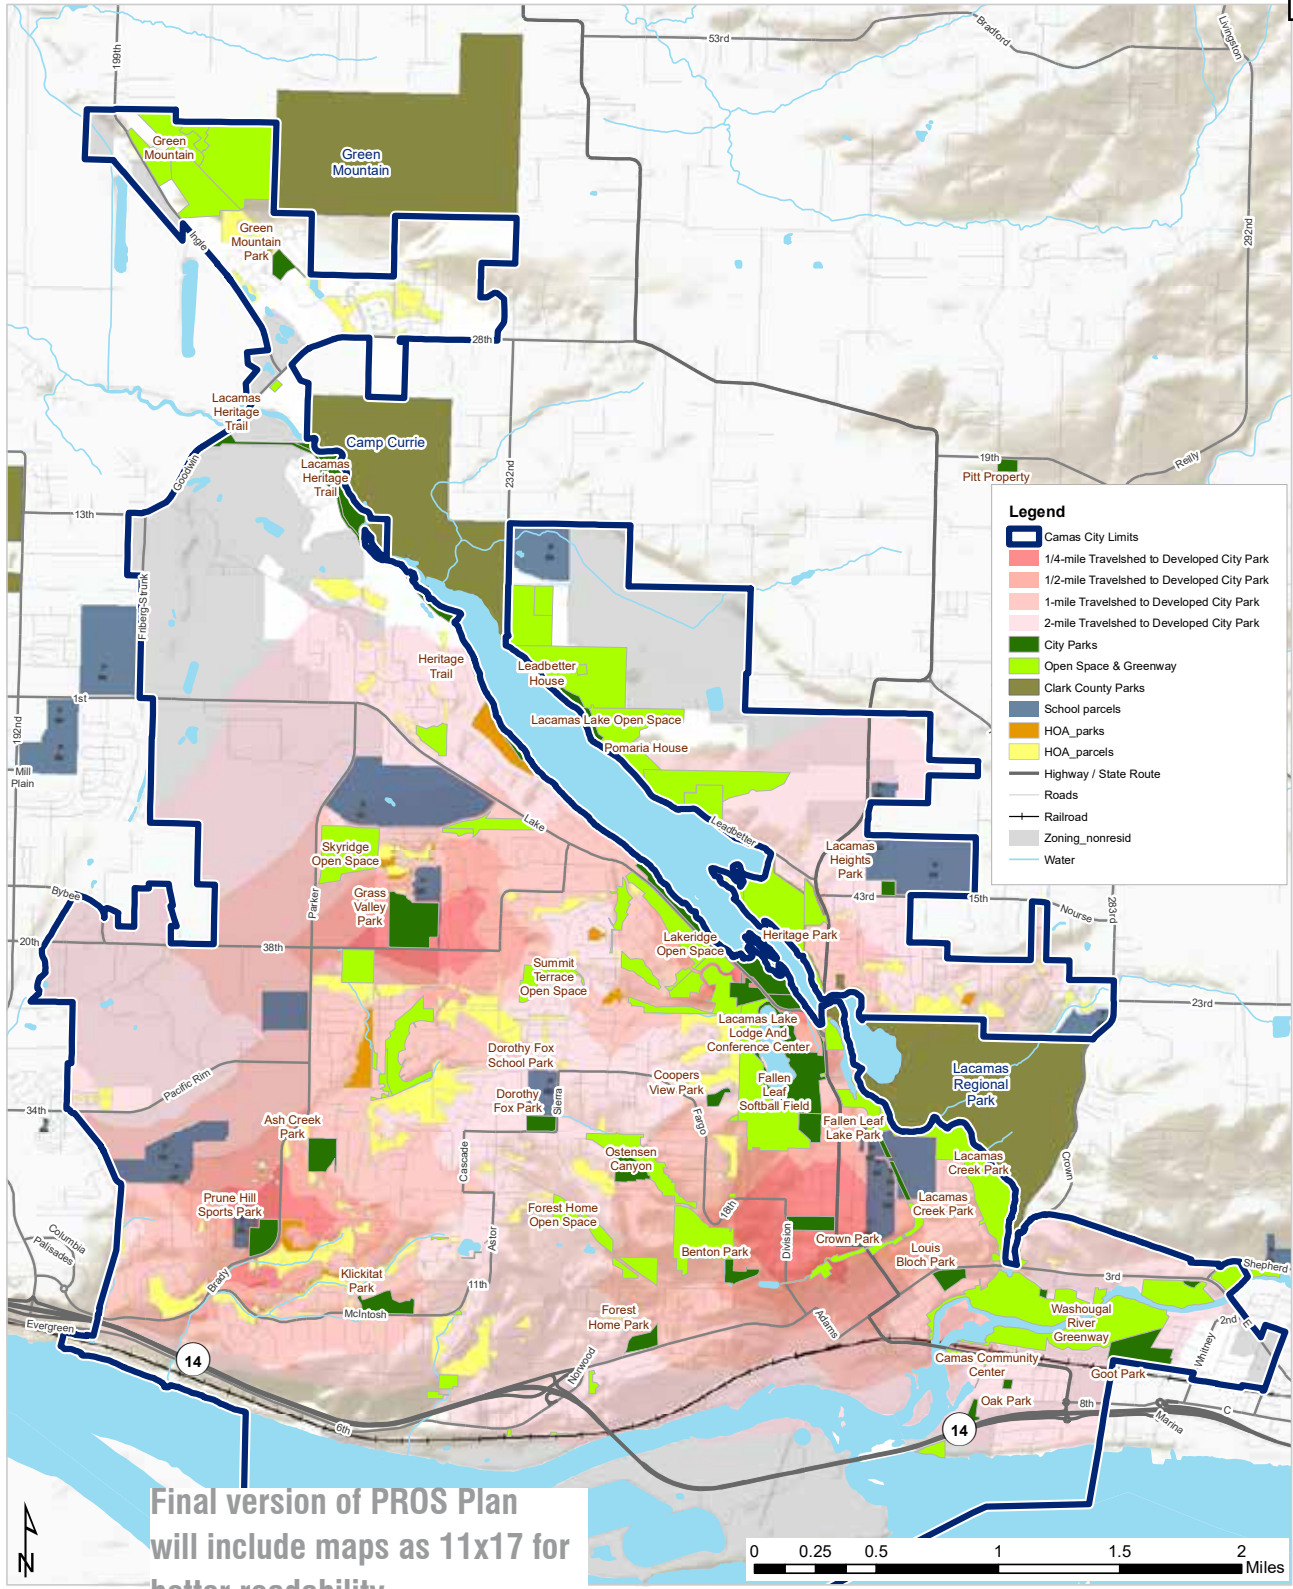 53rd
Bradford
Livingston
199th
Green
Mountain
Green
Mountain
Green
Mountain
Park
Ingle
292nd
28th
Lacamas
Heritage
Trail
Camp Currie
Lacamas
Heritage
Trail
Goodwin
232nd
19th
Reilly
Pitt Property
13th
Friberg-Strunk
Legend
Camas City Limits
1/4-mile Travelshed to Developed City Park
1/2-mile Travelshed to Developed City Park
1-mile Travelshed to Developed City Park
2-mile Travelshed to Developed City Park
City Parks
Open Space & Greenway
Clark County Parks
School parcels
HOA_parks
HOA_parcels
Highway / State Route
Roads
Railroad
Zoning_nonresid
Water
Heritage
Trail
Leadbetter
House
1st
192nd
Lacamas Lake Open Space
Pomaria House
Mill
Plain
Lake
Leadbetter
Skyridge
Open Space
Lacamas
Heights
Park
Bybee
Parker
Grass
Valley
Park
43rd
15th
Nourse
283rd
20th
38th
Lakeridge
Open Space
Heritage Park
Summit
Terrace
Open Space
23rd
Lacamas Lake
Lodge And
Conference Center
Dorothy Fox
School Park
Pacific Rim
Coopers
View Park
Fallen
Leaf
Softball Field
Lacamas
Regional
Park
Dorothy
Fox Park
Sierra
Fargo
34th
Ash Creek
Park
Fallen Leaf
Lake Park
Cascade
Ostensen
Canyon
Lacamas
Creek Park
Crown
Prune Hill
Sports Park
Lacamas
Creek Park
Forest Home
Open Space
18th
Columbia
Palisades
Astor
Division
Crown Park
Benton Park
Louis
Bloch Park
Shepherd
Brady
Klickitat
Park
11th
3rd
McIntosh
Forest
Home Park
Adams
Washougal
River
Greenway
2nd
E
Evergreen
14
Whitney
Norwood
Camas Community
Center
Goot Park
Oak Park
8th
C
Marina
6th
14
Final version of PROS Plan
will include maps as 11x17 for
better readability
N
0 0.25 0.5 1 1.5 2
Miles